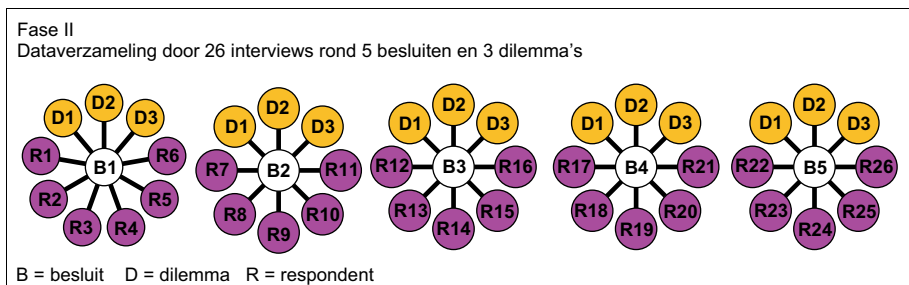 Fase II
Dataverzameling door 26 interviews rond 5 besluiten en 3 dilemma's
D1 D2 D3
R1 B1 R6
R2 R5
R3 R4
D1 D2 D3
R7 B2 R11
R8 R10
R9
D1 D2 D3
R12 B3 R16
R13 R15
R14
D1 D2 D3
R17 B4 R21
R18 R20
R19
D1 D2 D3
R22 B5 R26
R23 R25
R24
B = besluit D = dilemma R = respondent